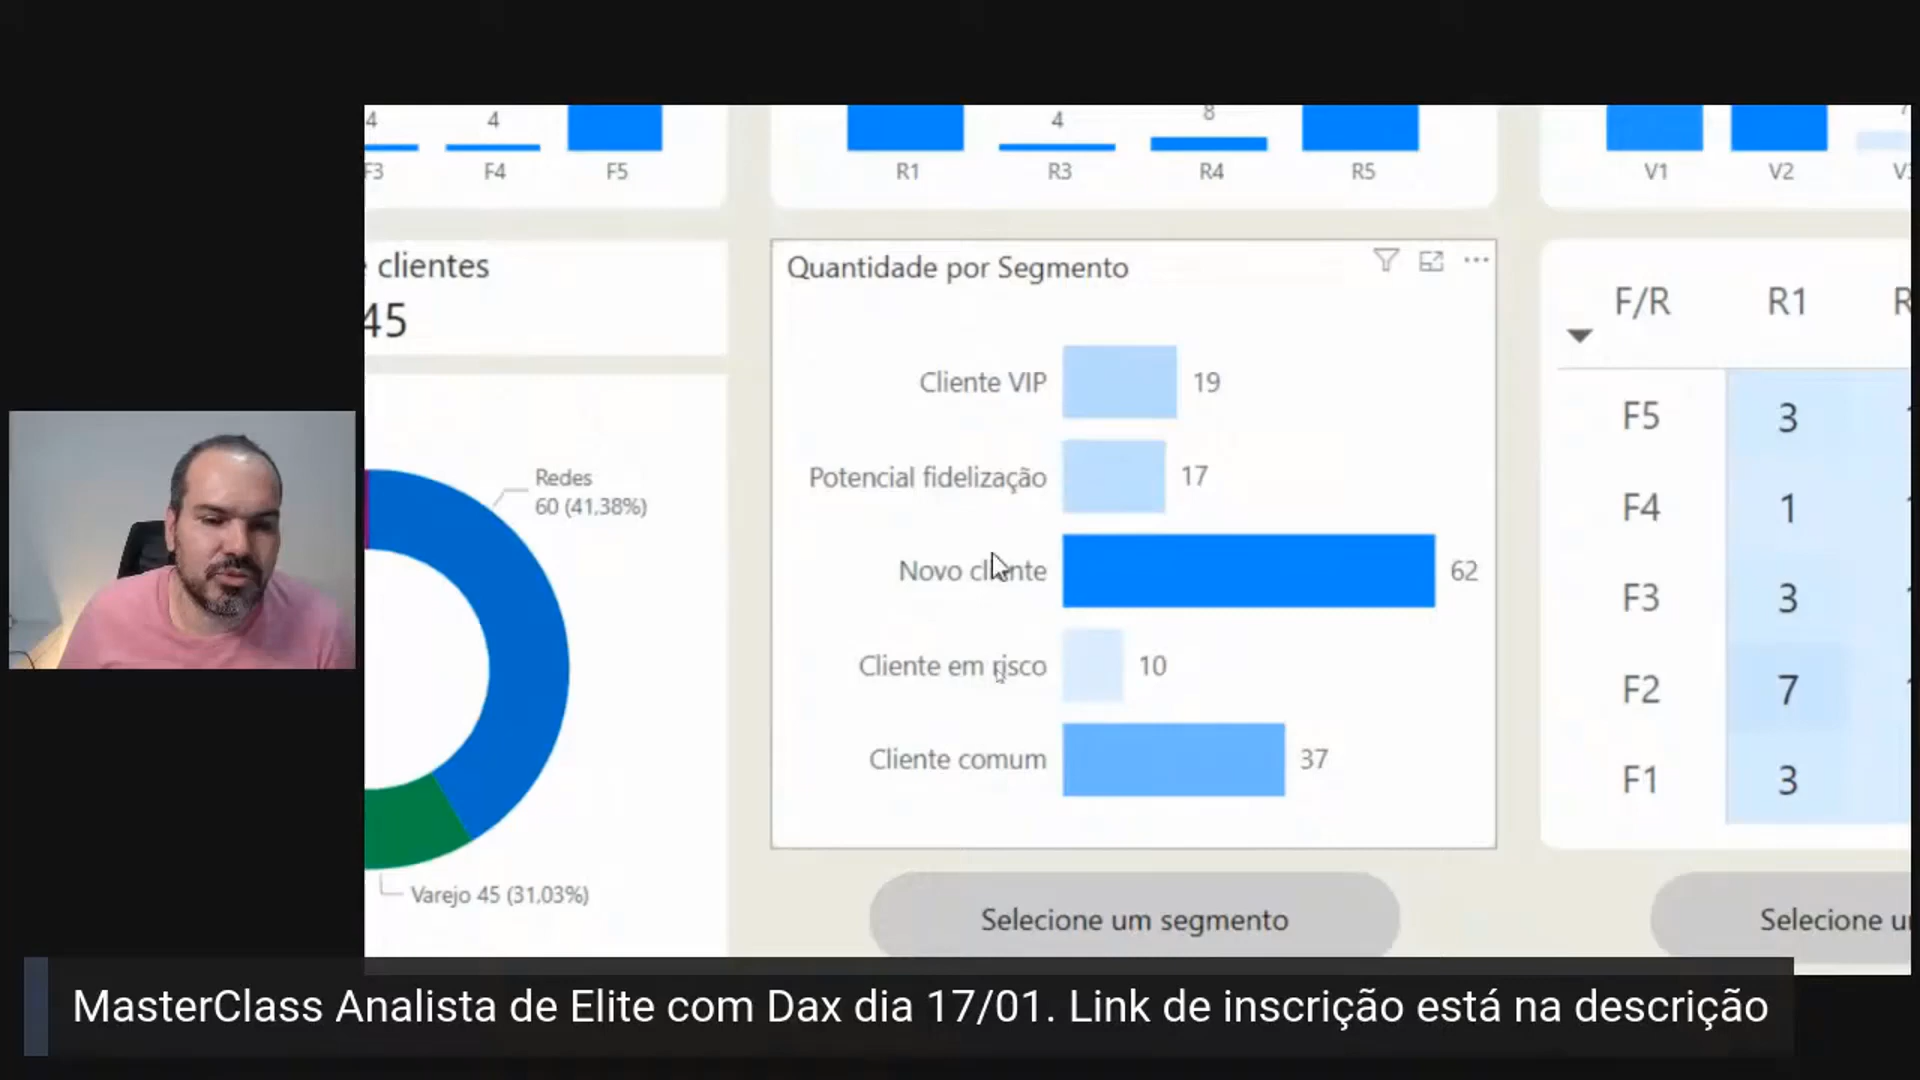 4 4
F3 F4 F5
4 8
R1 R3 R4 R5
V1 V2
clientes
45
Redes
60 (41,38%)
Varejo 45 (31,03%)
Quantidade por Segmento
Cliente VIP 19
Potencial fidelização 17
Novo cliente 62
Cliente em risco 10
Cliente comum 37
Selecione um segmento
F/R R1
F5 3
F4 1
F3 3
F2 7
F1 3
Selecione
MasterClass Analista de Elite com Dax dia 17/01. Link de inscrição está na descrição